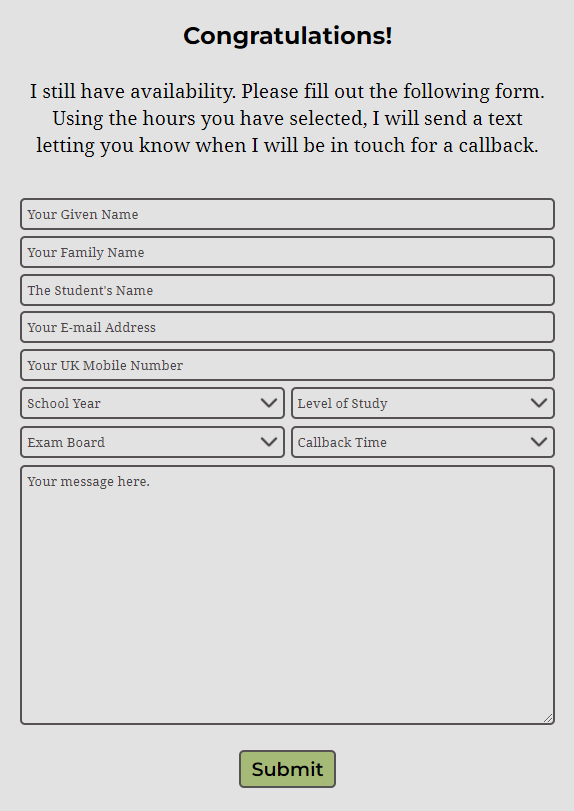 Congratulations!
I still have availability. Please fill out the following form.
Using the hours you have selected, I will send a text
letting you know when I will be in touch for a callback.
Your Given Name
Your Family Name
The Student's Name
Your E-mail Address
Your UK Mobile Number
School Year
Level of Study
Exam Board
Callback Time
Your message here.
Submit